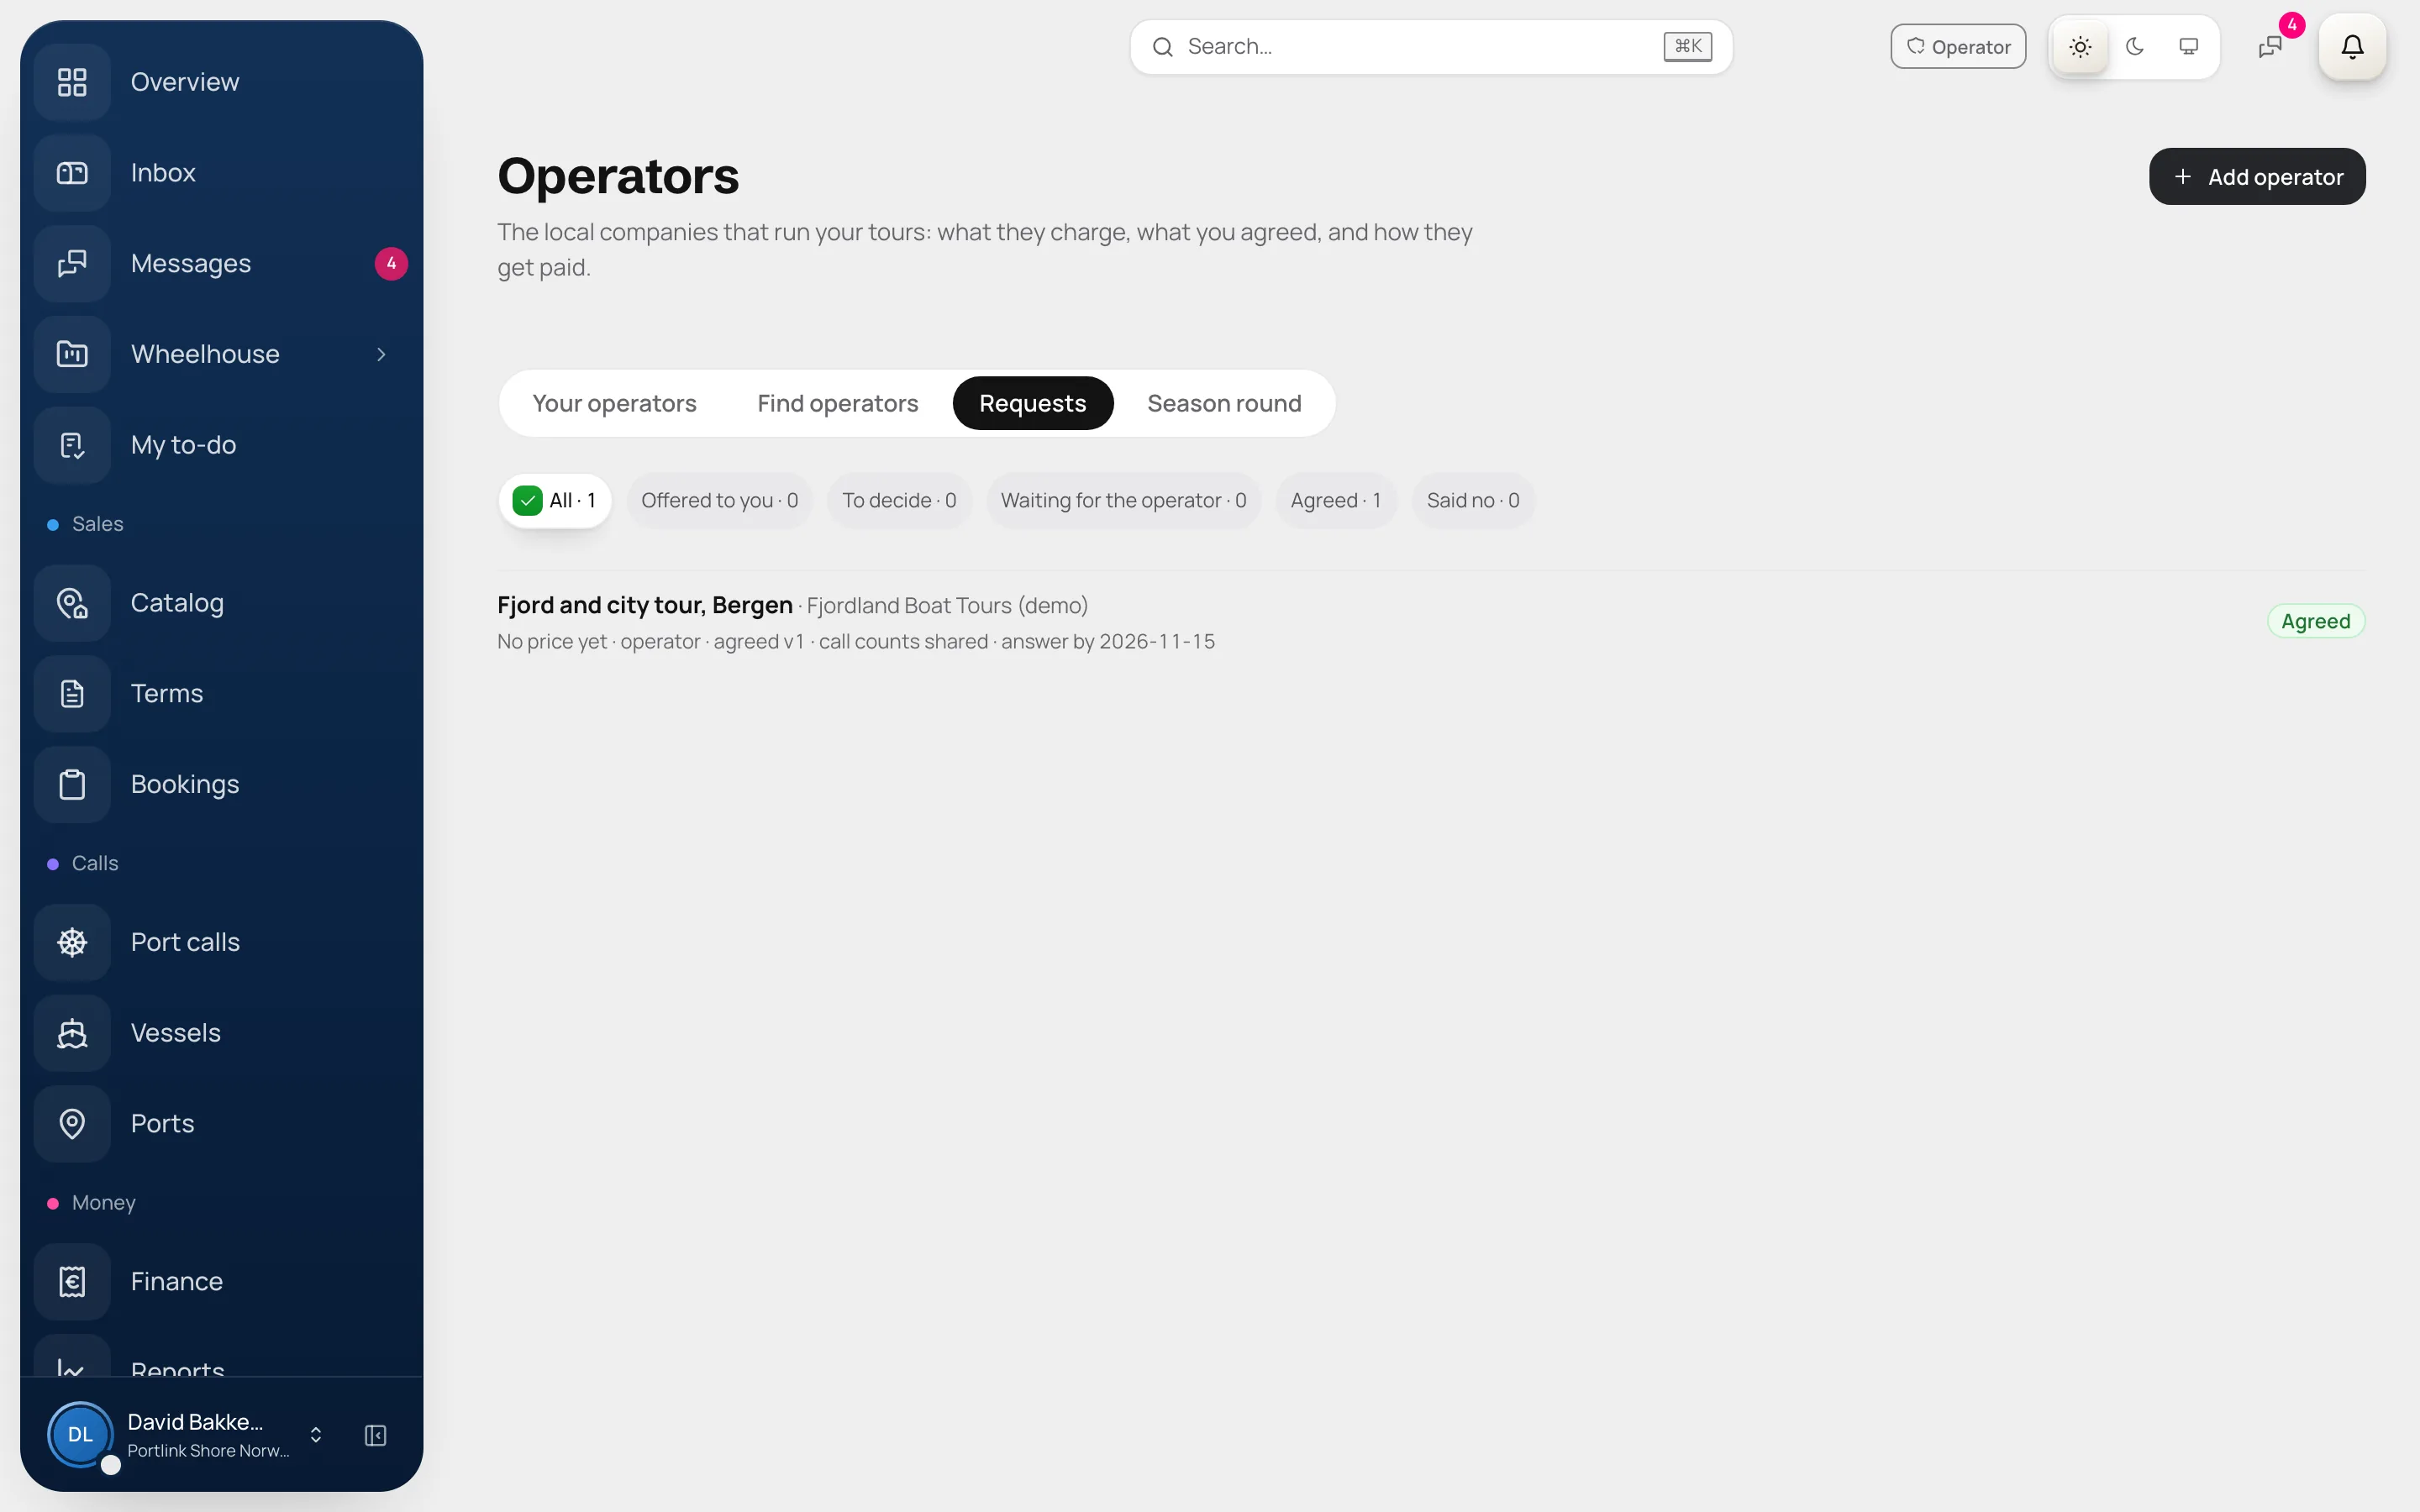 Overview
Inbox
Messages
4
Wheelhouse
My to-do
Sales
Catalog
Terms
Bookings
Calls
Port calls
Vessels
Ports
Money
Finance
Reports
DL
David Bakke...
Portlink Shore Norw...
Search...
⌘K
Operator
4
Operators
Add operator
The local companies that run your tours: what they charge, what you agreed, and how they
get paid.
Your operators
Find operators
Requests
Season round
All · 1
Offered to you · 0
To decide · 0
Waiting for the operator · 0
Agreed · 1
Said no · 0
Fjord and city tour, Bergen · Fjordland Boat Tours (demo)
No price yet · operator · agreed v1 · call counts shared · answer by 2026-11-15
Agreed